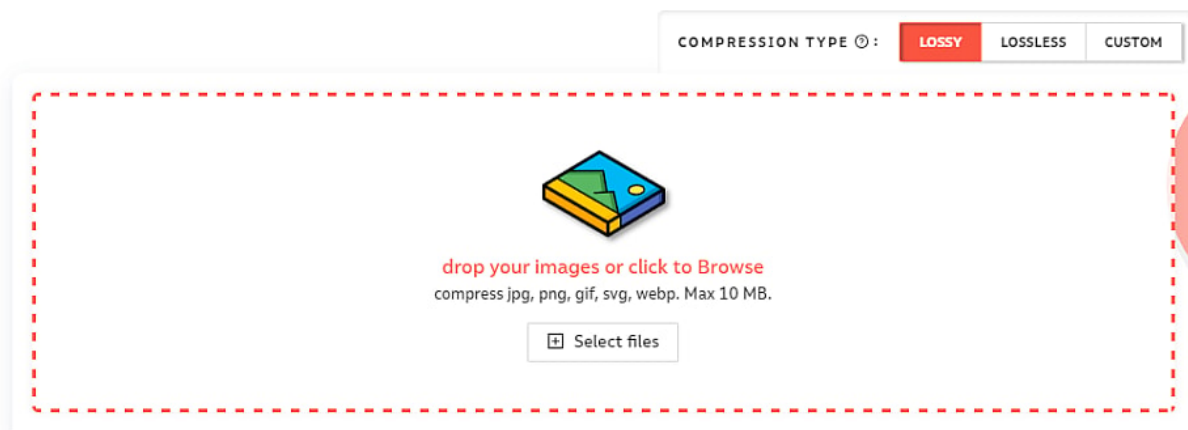 COMPRESSION TYPE ?: LOSSY LOSSLESS CUSTOM
drop your images or click to Browse
compress jpg, png, gif, svg, webp. Max 10 MB.
Select files